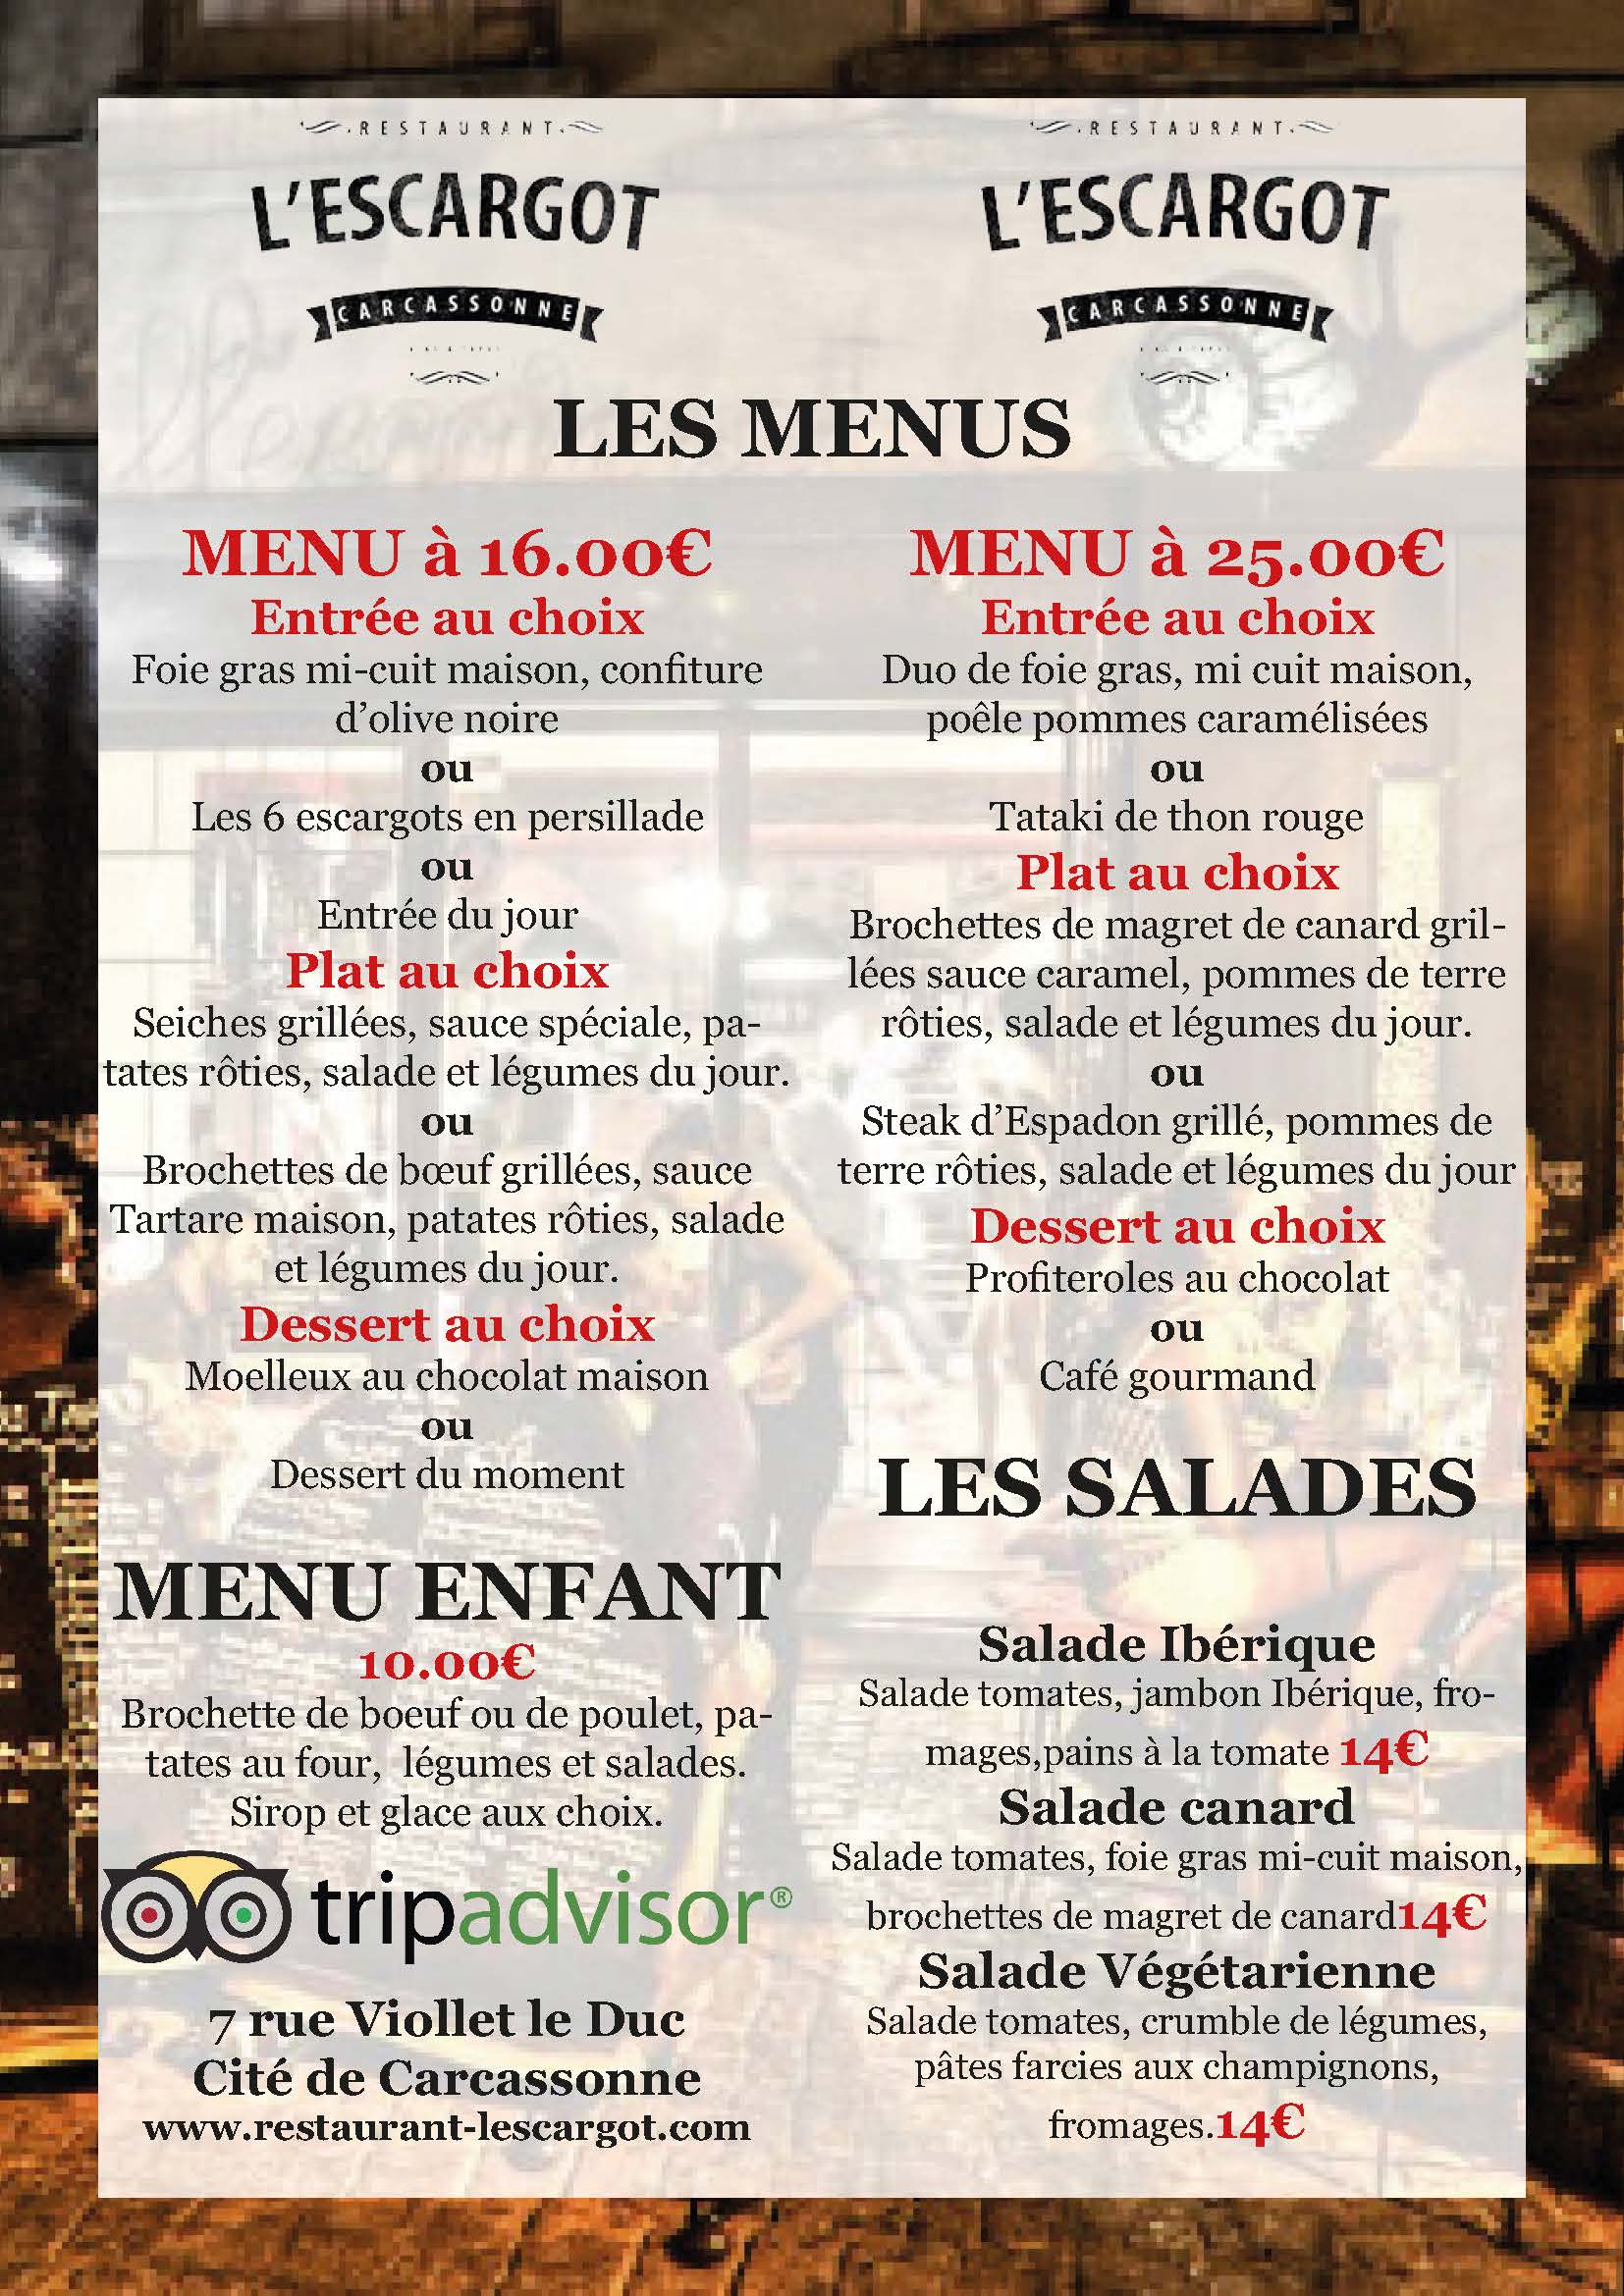 RESTAURANT
L'ESCARGOT
CARCASSONNE
RESTAURANT
L'ESCARGOT
CARCASSONNE
LES MENUS
MENU à 16.00€
Entrée au choix
Foie gras mi-cuit maison, confiture
d'olive noire
ou
Les 6 escargots en persillade
ou
Entrée du jour
Plat au choix
Seiches grillées, sauce spéciale, pa-
tates rôties, salade et légumes du jour.
ou
Brochettes de bœuf grillées, sauce
Tartare maison, patates rôties, salade
et légumes du jour.
Dessert au choix
Moelleux au chocolat maison
ou
Dessert du moment
MENU ENFANT
10.00€
Brochette de boeuf ou de poulet, pa-
tates au four, légumes et salades.
Sirop et glace aux choix.
tripadvisor®
7 rue Viollet le Duc
Cité de Carcassonne
www.restaurant-lescargot.com
MENU à 25.00€
Entrée au choix
Duo de foie gras, mi cuit maison,
poêle pommes caramélisées
ou
Tataki de thon rouge
Plat au choix
Brochettes de magret de canard gril-
lées sauce caramel, pommes de terre
rôties, salade et légumes du jour.
ou
Steak d'Espadon grillé, pommes de
terre rôties, salade et légumes du jour
Dessert au choix
Profiteroles au chocolat
ou
Café gourmand
LES SALADES
Salade Ibérique
Salade tomates, jambon Ibérique, fro-
mages,pains à la tomate 14€
Salade canard
Salade tomates, foie gras mi-cuit maison,
brochettes de magret de canard14€
Salade Végétarienne
Salade tomates, crumble de légumes,
pâtes farcies aux champignons,
fromages.14€